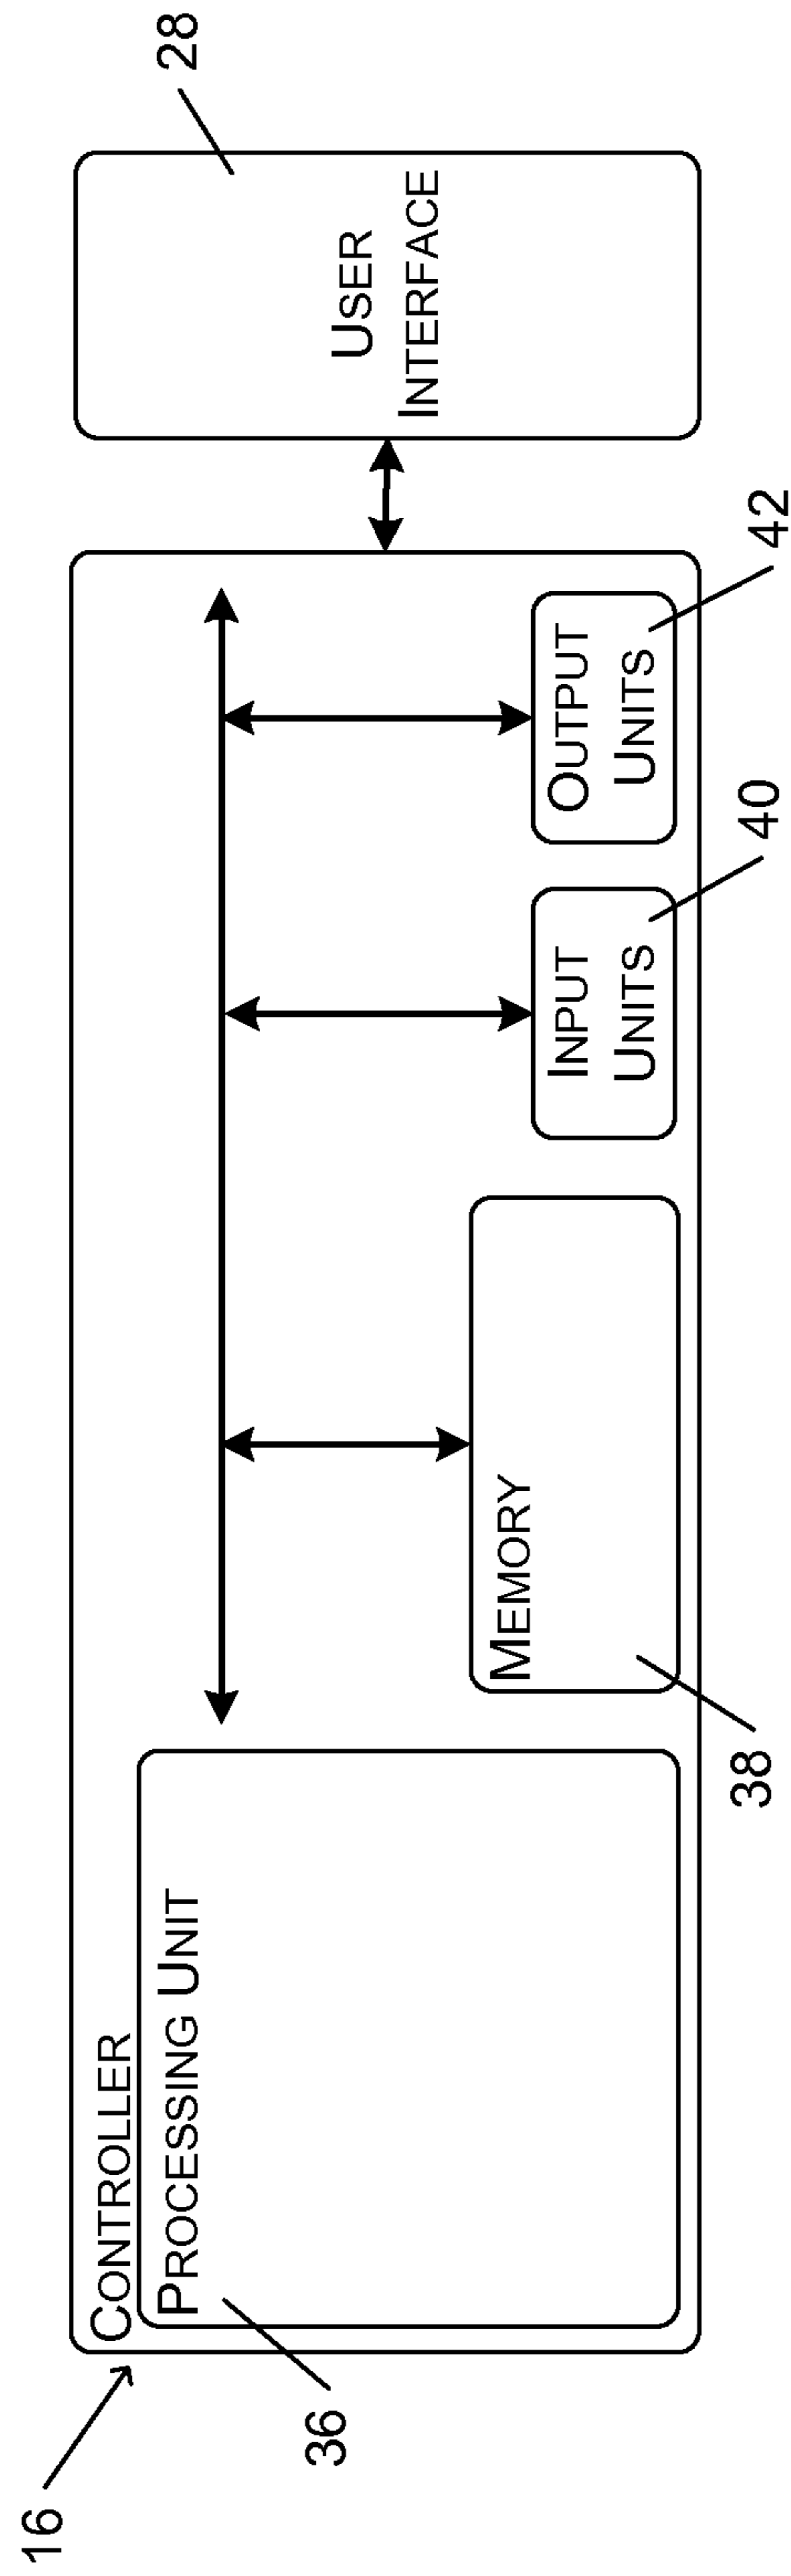 16
CONTROLLER
PROCESSING UNIT
36
MEMORY
38
INPUT
UNITS
40
OUTPUT
UNITS
42
USER
INTERFACE
28